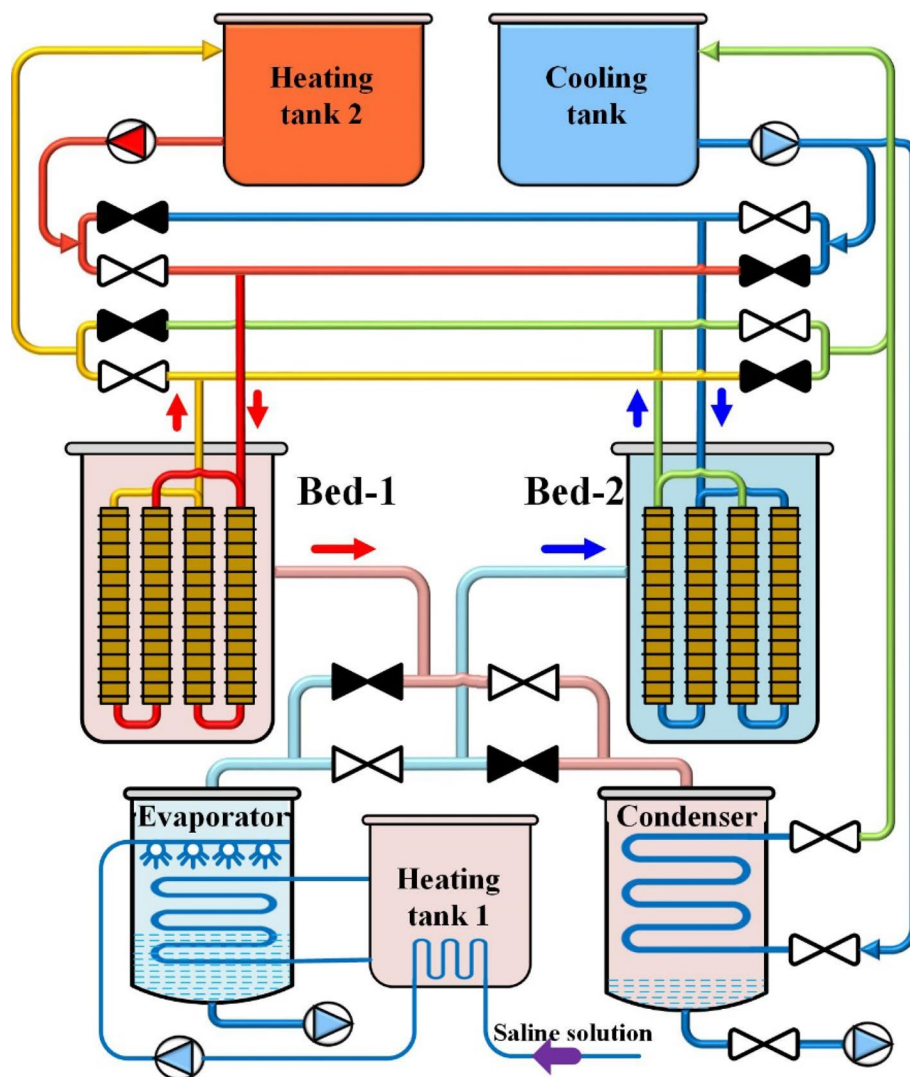 Heating
tank 2
Cooling
tank
Bed-1
Bed-2
Evaporator
Condenser
Heating
tank 1
Saline solution